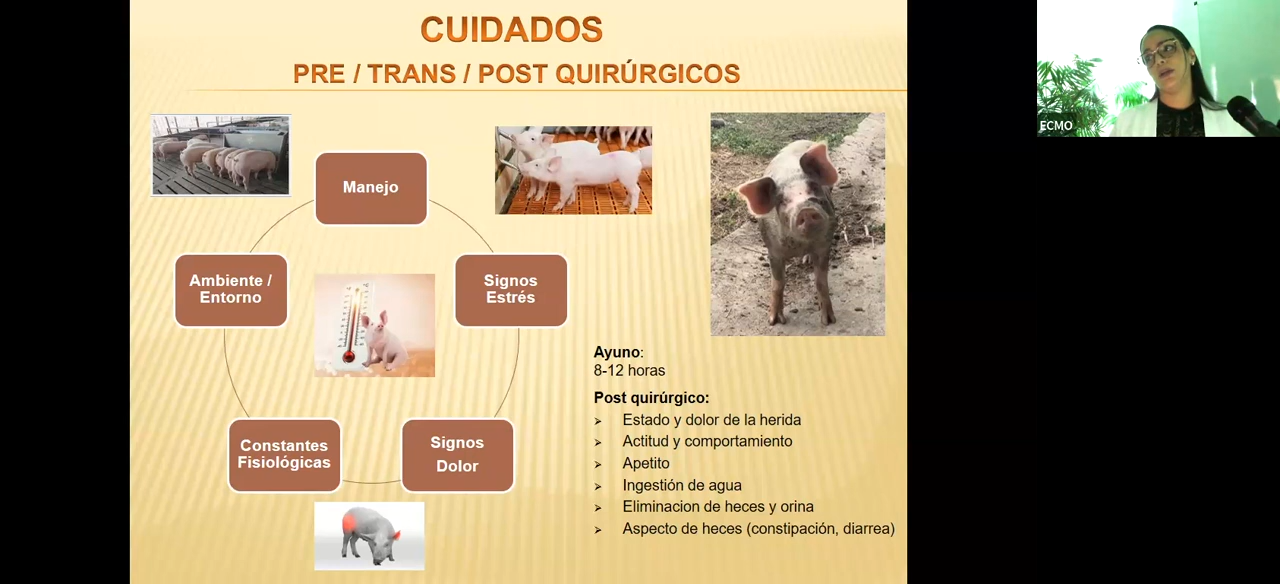 CUIDADOS
PRE / TRANS / POST QUIRÚRGICOS
Manejo
Ambiente /
Entorno
Signos
Estrés
Constantes
Fisiológicas
Signos
Dolor
Ayuno:
8-12 horas
Post quirúrgico:
Estado y dolor de la herida
Actitud y comportamiento
Apetito
Ingestión de agua
Eliminacion de heces y orina
Aspecto de heces (constipación, diarrea)
ECMO